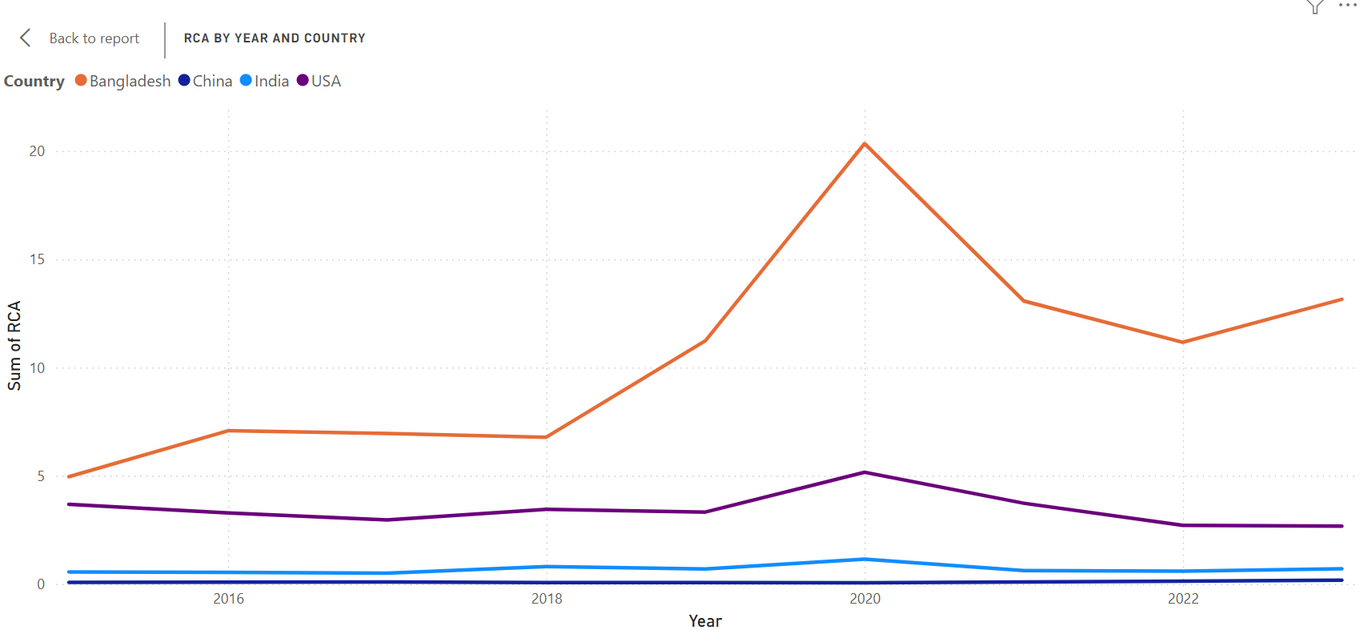 Back to report
RCA BY YEAR AND COUNTRY
Country Bangladesh China India USA
20
15
10
5
0
Sum of RCA
2016 2018 2020 2022
Year